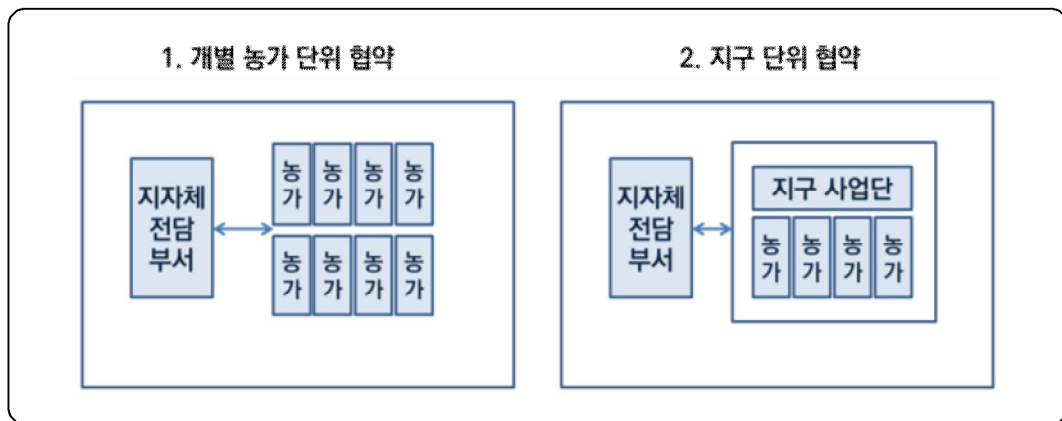 1. 개별 농가 단위 협약
지자체
전담
부서
농가 농가 농가 농가
농가 농가 농가 농가
2. 지구 단위 협약
지자체
전담
부서
지구 사업단
농가 농가 농가 농가